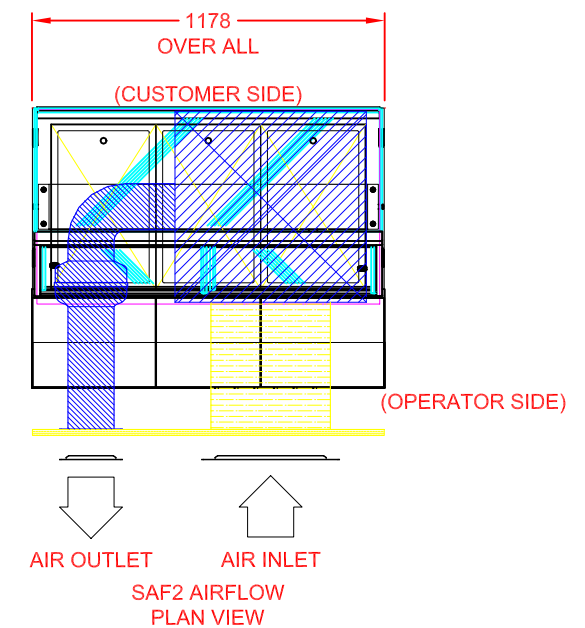 1178
OVER ALL
(CUSTOMER SIDE)
(OPERATOR SIDE)
AIR OUTLET
AIR INLET
SAF2 AIRFLOW
PLAN VIEW